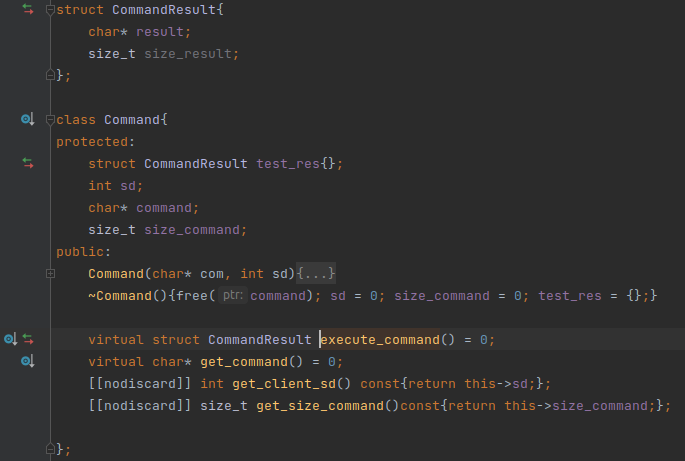 struct CommandResult{
    char* result;
    size_t size_result;
};

class Command{
protected:
    struct CommandResult test_res{};
    int sd;
    char* command;
    size_t size_command;
public:
    Command(char* com, int sd){...}
    ~Command(){free( ptr: command); sd = 0; size_command = 0; test_res = {};}

    virtual struct CommandResult execute_command() = 0;
    virtual char* get_command() = 0;
    [[nodiscard]] int get_client_sd() const{return this->sd;};
    [[nodiscard]] size_t get_size_command()const{return this->size_command;};

};